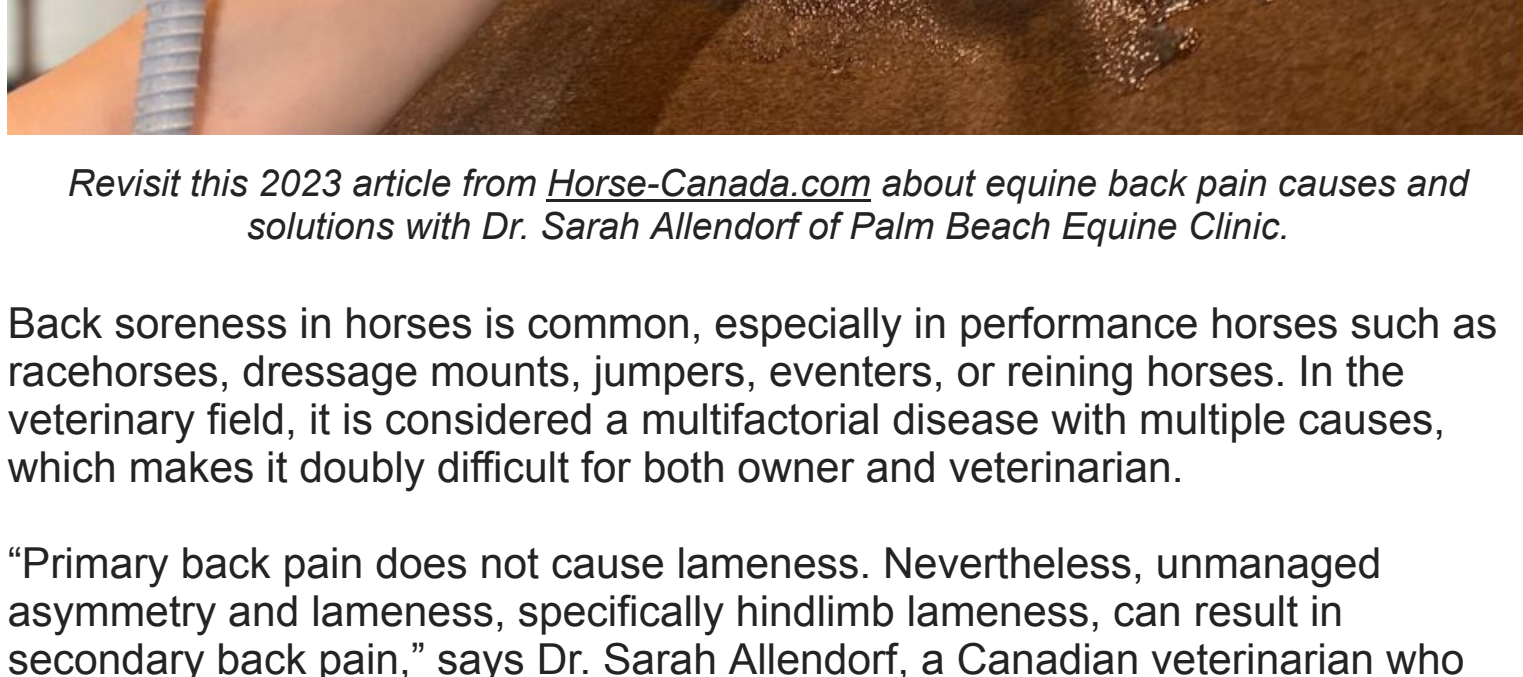 Revisit this 2023 article from Horse-Canada.com about equine back pain causes and
solutions with Dr. Sarah Allendorf of Palm Beach Equine Clinic.
Back soreness in horses is common, especially in performance horses such as
racehorses, dressage mounts, jumpers, eventers, or reining horses. In the
veterinary field, it is considered a multifactorial disease with multiple causes,
which makes it doubly difficult for both owner and veterinarian.
“Primary back pain does not cause lameness. Nevertheless, unmanaged
asymmetry and lameness, specifically hindlimb lameness, can result in
secondary back pain,” says Dr. Sarah Allendorf, a Canadian veterinarian who